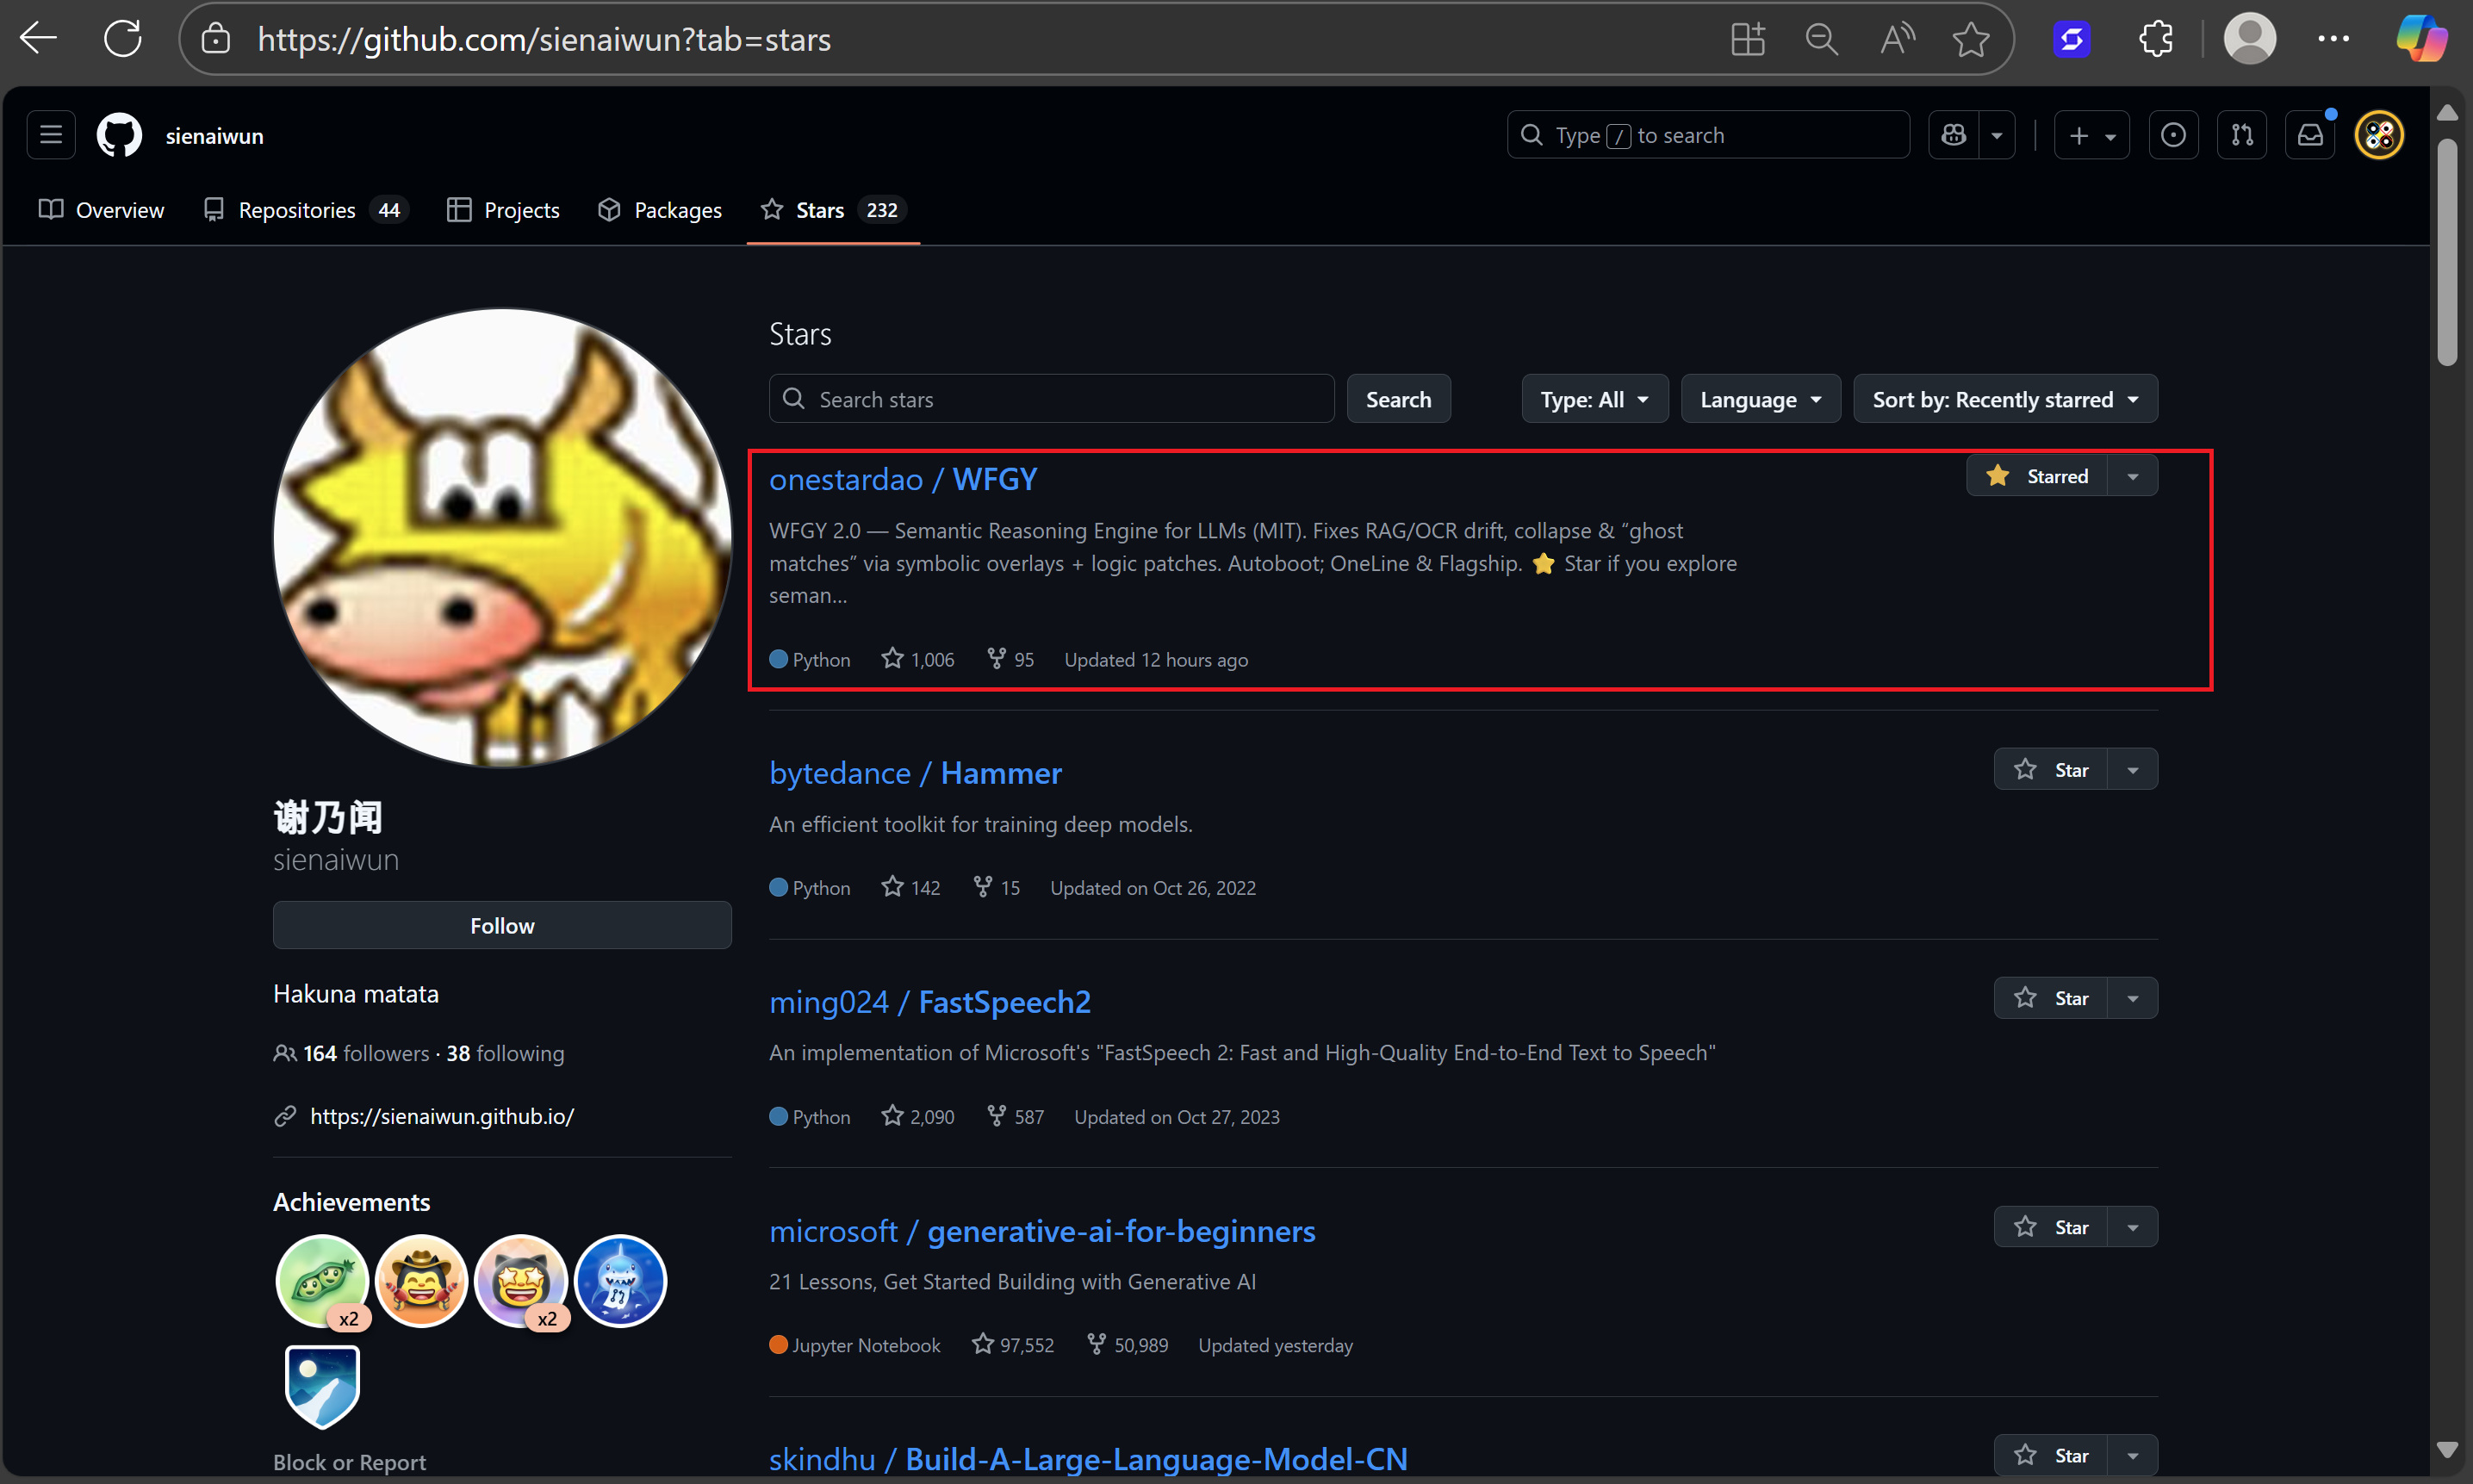 https://github.com/sienaiwun?tab=stars
sienaiwun
Type / to search
Overview
Repositories 44
Projects
Packages
Stars 232
Stars
Search stars
Search
Type: All
Language
Sort by: Recently starred
onestardao / WFGY
Starred
WFGY 2.0 — Semantic Reasoning Engine for LLMs (MIT). Fixes RAG/OCR drift, collapse & “ghost
matches” via symbolic overlays + logic patches. Autoboot; OneLine & Flagship. ⭐ Star if you explore
seman...
Python 1,006 95 Updated 12 hours ago
bytedance / Hammer
Star
An efficient toolkit for training deep models.
Python 142 15 Updated on Oct 26, 2022
ming024 / FastSpeech2
Star
An implementation of Microsoft's "FastSpeech 2: Fast and High-Quality End-to-End Text to Speech"
Python 2,090 587 Updated on Oct 27, 2023
microsoft / generative-ai-for-beginners
Star
21 Lessons, Get Started Building with Generative AI
Jupyter Notebook 97,552 50,989 Updated yesterday
skindhu / Build-A-Large-Language-Model-CN
Star
谢乃闻
sienaiwun
Follow
Hakuna matata
164 followers · 38 following
https://sienaiwun.github.io/
Achievements
x2
x2
Block or Report